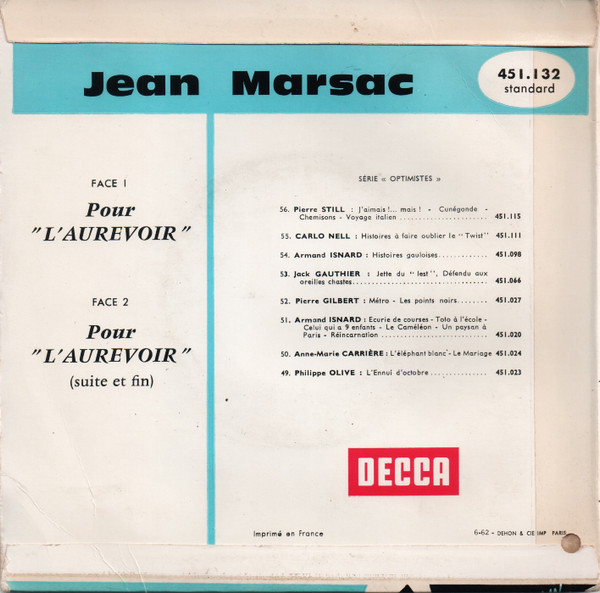 Jean Marsac
451.132
standard
FACE 1
Pour
"L'AUREVOIR"
FACE 2
Pour
"L'AUREVOIR"
(suite et fin)
SÉRIE « OPTIMISTES »
56. Pierre STILL : J'aimais !... mais ! - Cunégonde -
Chemisons - Voyage italien ........................ 451.115
55. CARLO NELL : Histoires à faire oublier le "Twist" 451.111
54. Armand ISNARD : Histoires gauloises................ 451.098
53. Jack GAUTHIER : Jette du "lest", Défendu aux
oreilles chastes.................................... 451.066
52. Pierre GILBERT : Métro - Les points noirs......... 451.027
51. Armand ISNARD : Ecurie de courses - Toto à l'école -
Celui qui a 9 enfants - Le Caméléon - Un paysan à
Paris - Réincarnation .............................. 451.020
50. Anne-Marie CARRIÈRE : L'éléphant blanc - Le Mariage 451.024
49. Philippe OLIVE : L'Ennui d'octobre ............... 451.023
DECCA
Imprimé en France
6-62 - DEHON & CIE IMP. PARIS